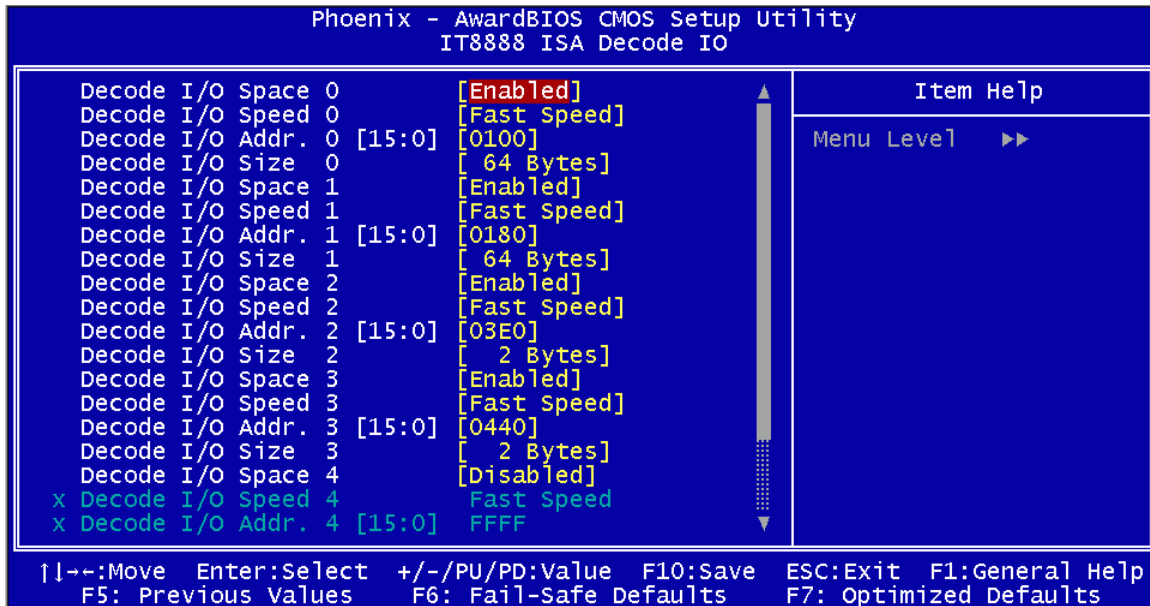 Phoenix - AwardBIOS CMOS Setup Utility
IT8888 ISA Decode IO
Decode I/O Space 0 [Enabled]
Decode I/O Speed 0 [Fast Speed]
Decode I/O Addr. 0 [15:0] [0100]
Decode I/O Size 0 [ 64 Bytes]
Decode I/O Space 1 [Enabled]
Decode I/O Speed 1 [Fast Speed]
Decode I/O Addr. 1 [15:0] [0180]
Decode I/O Size 1 [ 64 Bytes]
Decode I/O Space 2 [Enabled]
Decode I/O Speed 2 [Fast Speed]
Decode I/O Addr. 2 [15:0] [03E0]
Decode I/O Size 2 [ 2 Bytes]
Decode I/O Space 3 [Enabled]
Decode I/O Speed 3 [Fast Speed]
Decode I/O Addr. 3 [15:0] [0440]
Decode I/O Size 3 [ 2 Bytes]
Decode I/O Space 4 [Disabled]
x Decode I/O Speed 4 Fast Speed
x Decode I/O Addr. 4 [15:0] FFFF
Item Help
Menu Level ▶▶
↑↓→←:Move Enter:Select +/-/PU/PD:Value F10:Save ESC:Exit F1:General Help
F5: Previous Values F6: Fail-Safe Defaults F7: Optimized Defaults